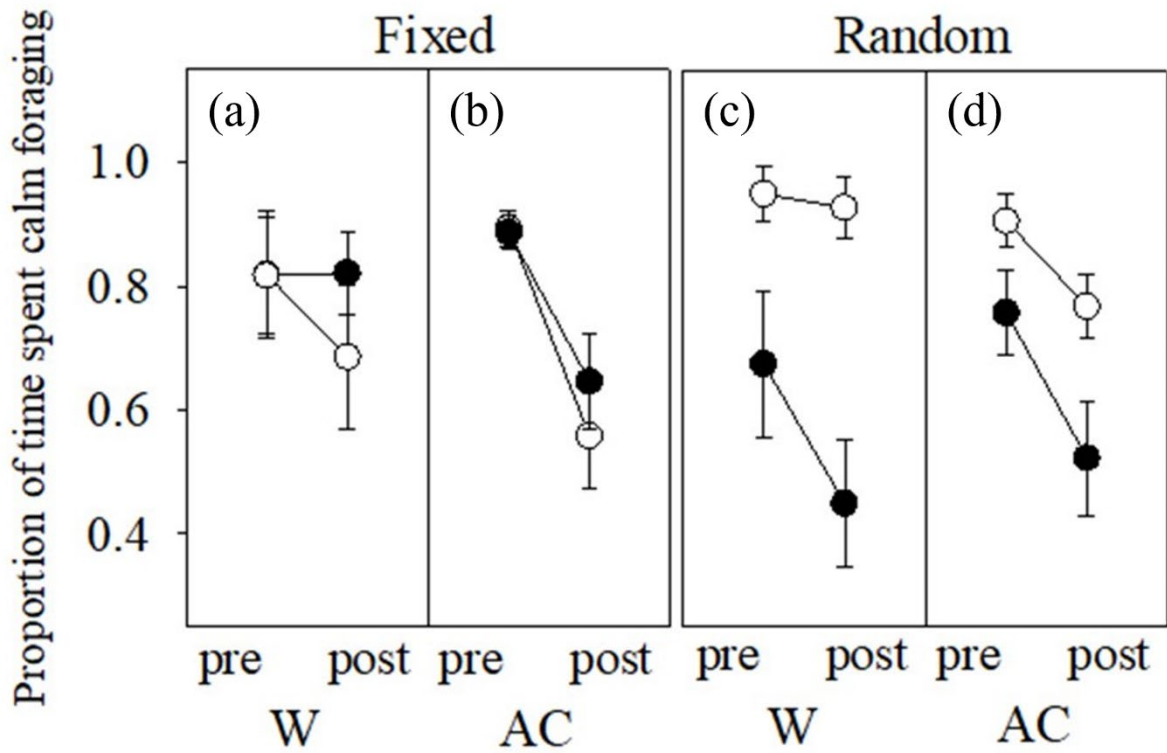 Proportion of time spent calm foraging
Fixed
Random
(a)
(b)
(c)
(d)
1.0
0.8
0.6
0.4
pre post pre post pre post pre post
W AC W AC